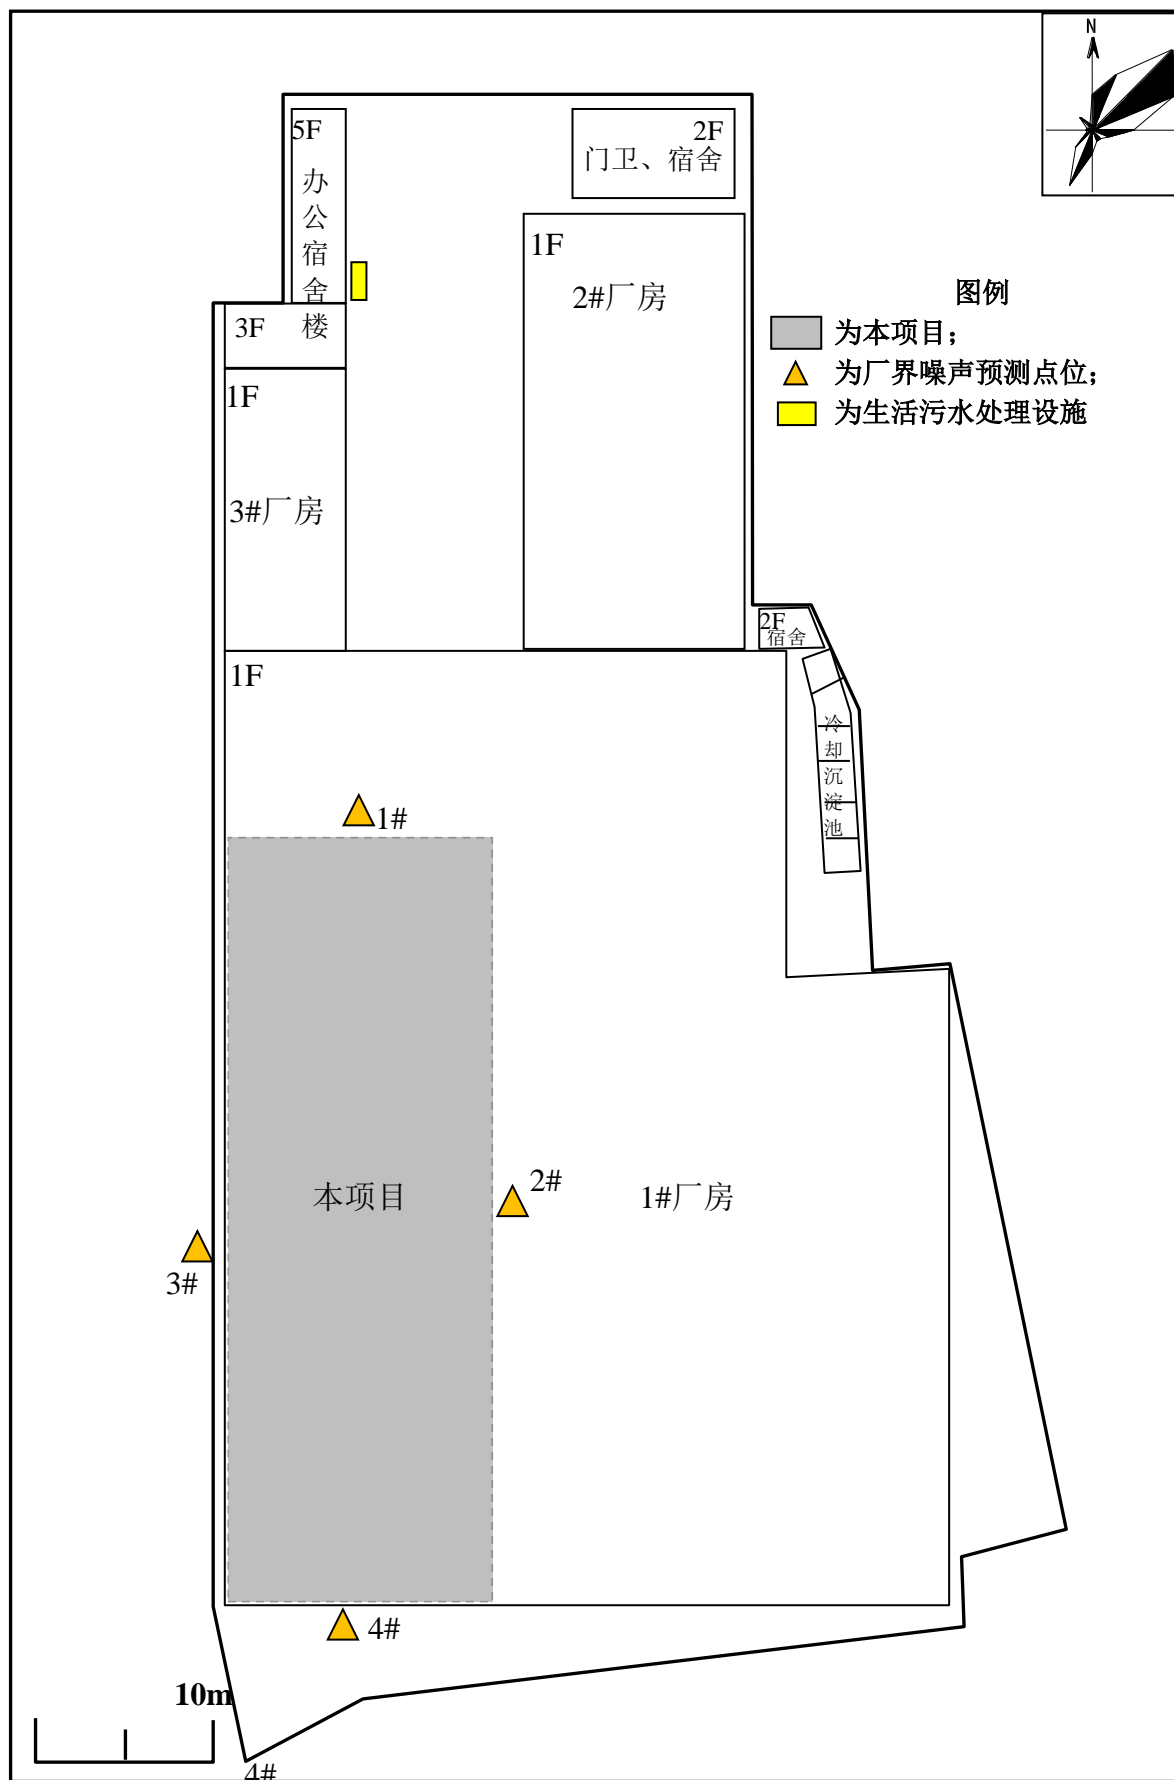 N
5F
办公宿舍楼
2F
门卫、宿舍
1F
2#厂房
图例
为本项目;
为厂界噪声预测点位;
为生活污水处理设施
3F
1F
3#厂房
2F
宿舍
1F
冷却沉淀池
1#
本项目
2#
1#厂房
3#
4#
10m
4#